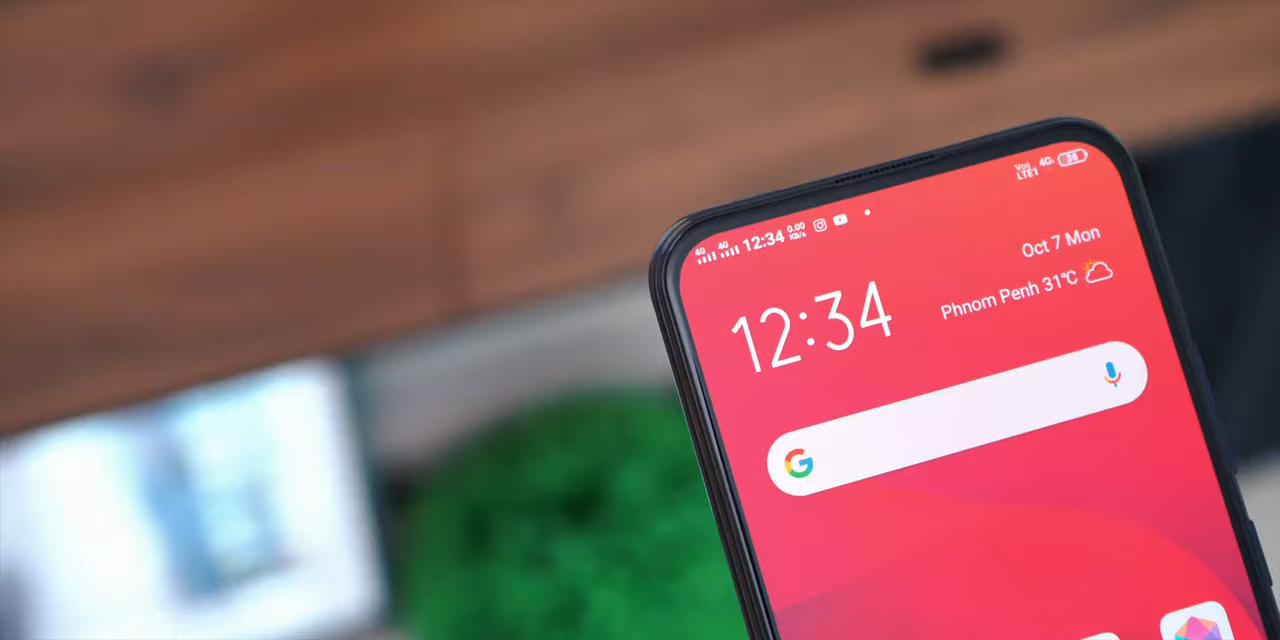 4G 4G 12:34 0.00 KB/s
Vo) 4G 38
LTE1
Oct 7 Mon
12:34
Phnom Penh 31°C
G